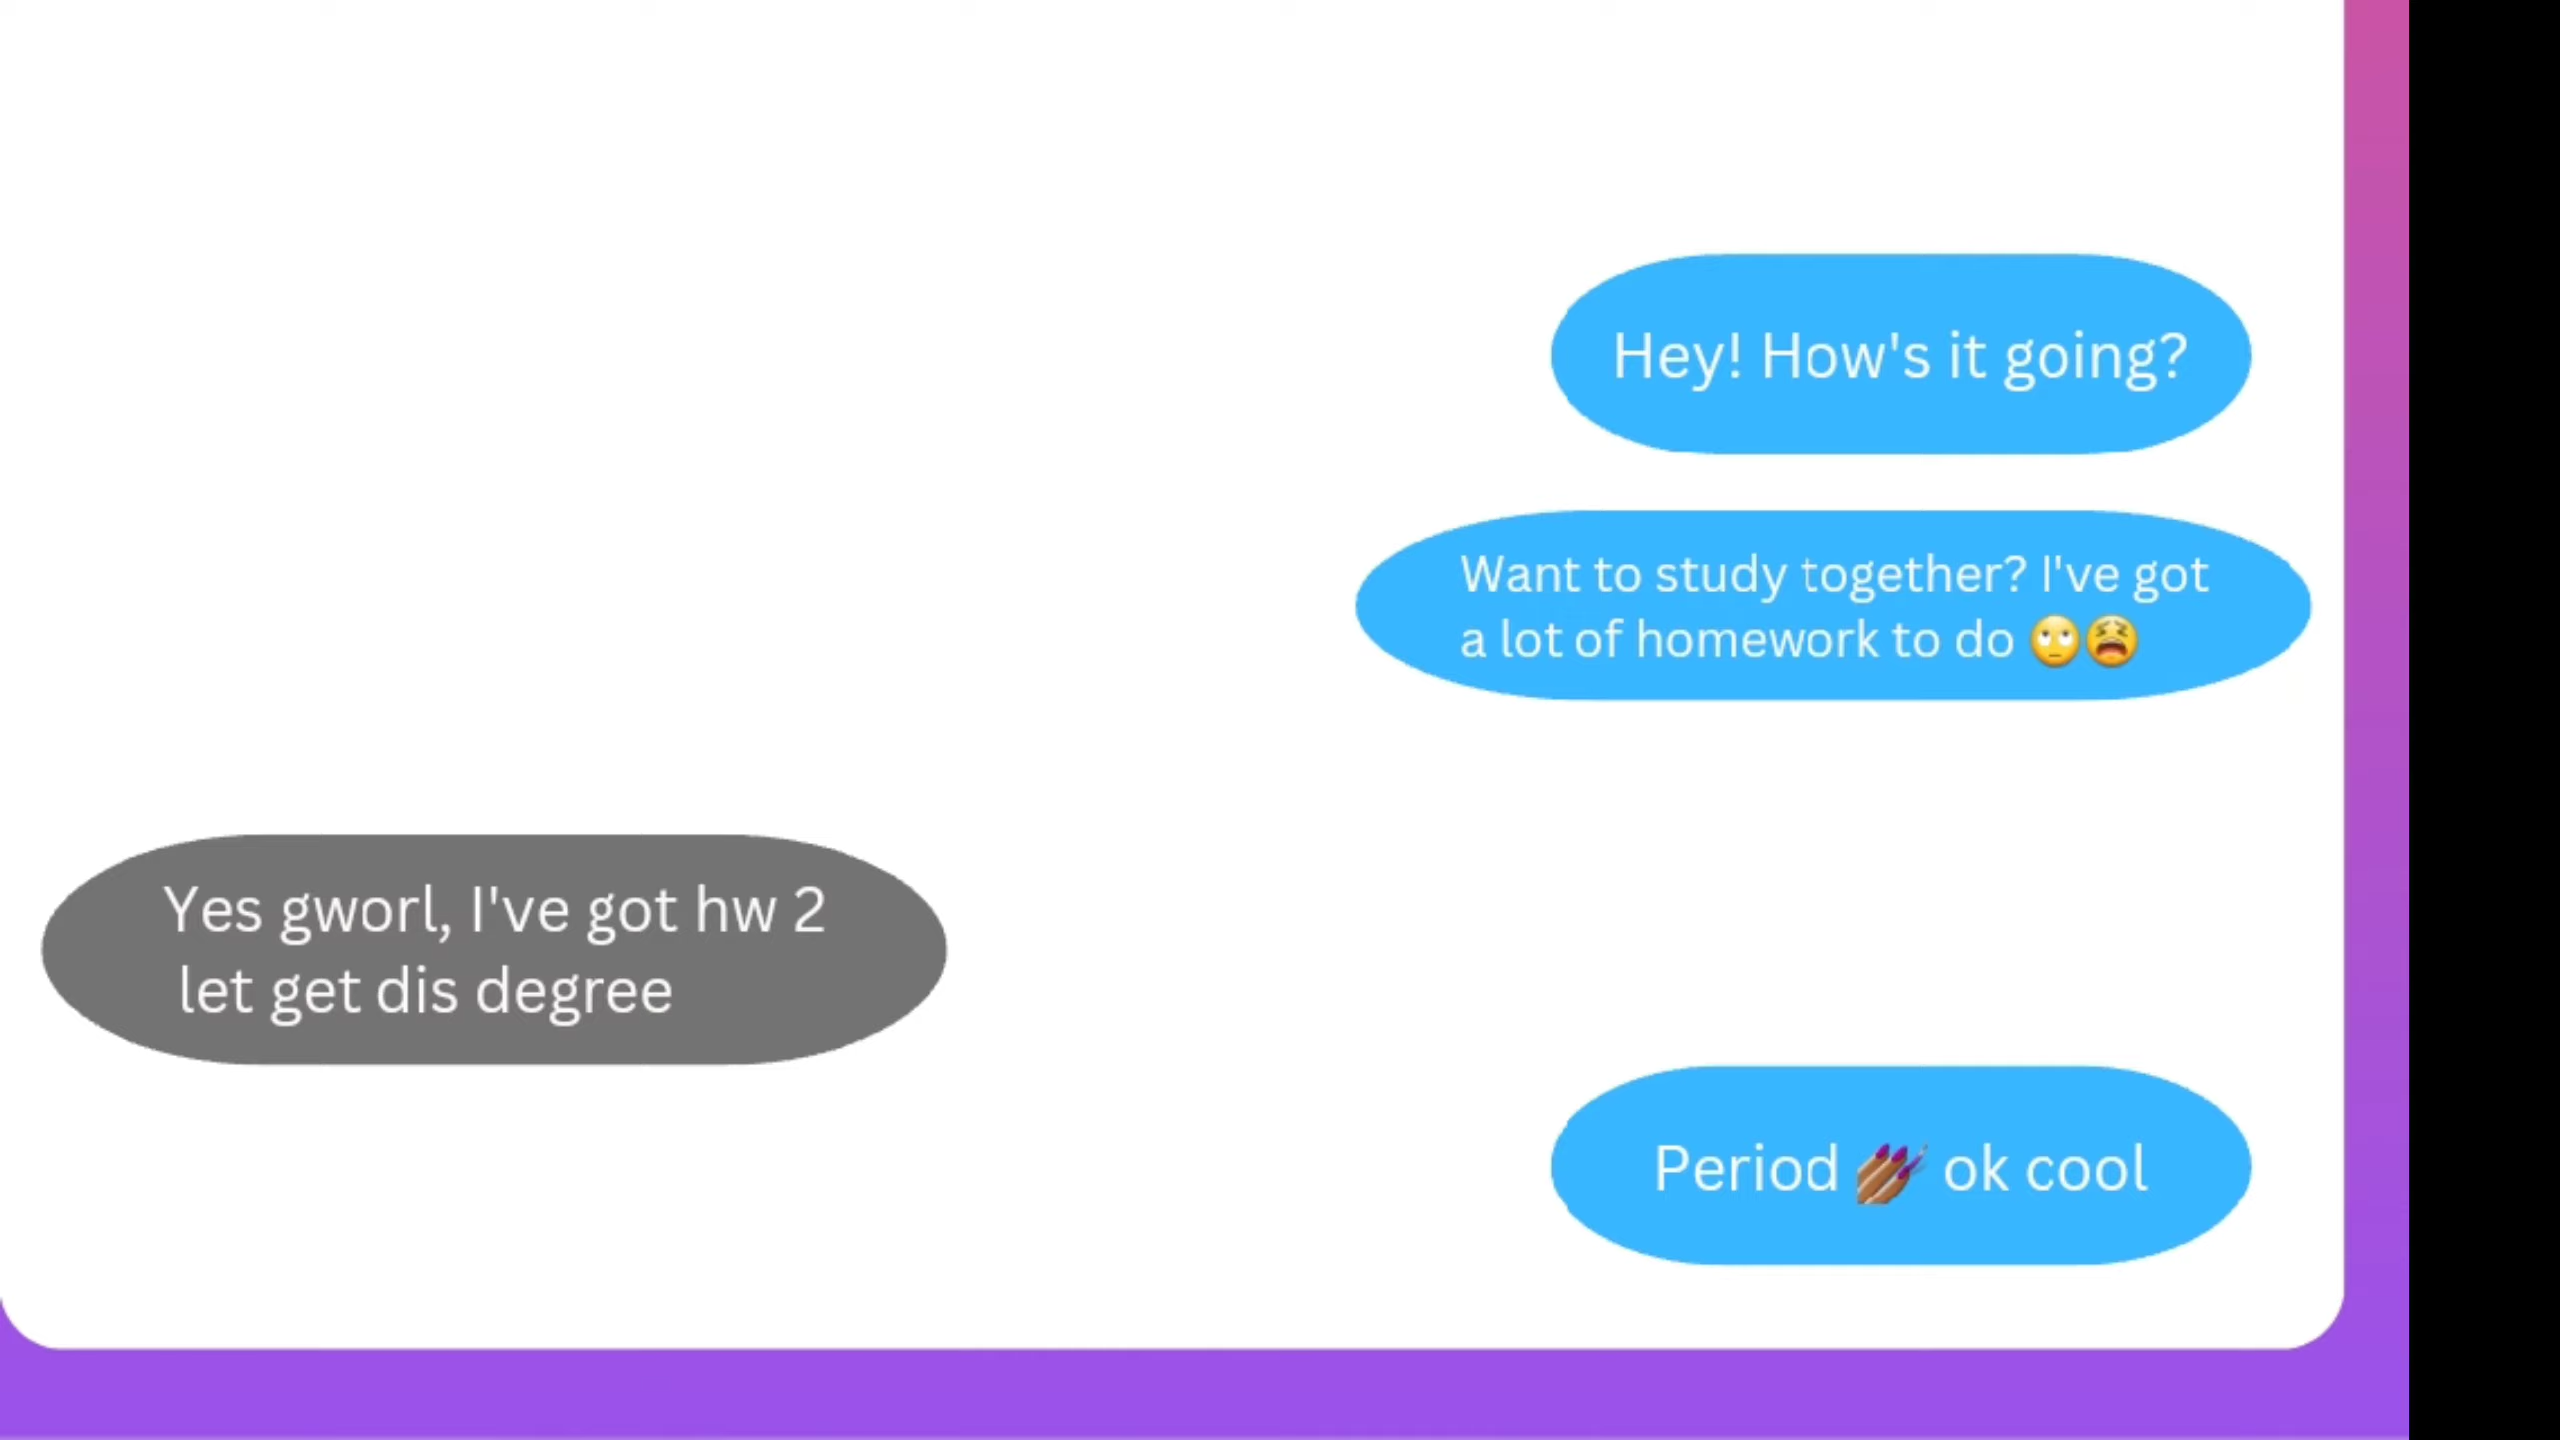 Hey! How's it going?
Want to study together? I've got
a lot of homework to do 🙄😫
Yes gworl, I've got hw 2
let get dis degree
Period 💅🏾 ok cool